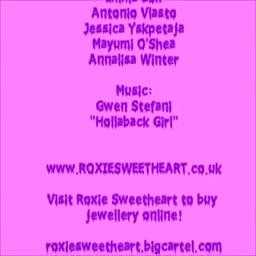 Antonio Vlasto
Jessica Yskpetaja
Mayumi O'Shea
Annalisa Winter
Music:
Gwen Stefani
"Hollaback Girl"
www.ROXIESWEETHEART.co.uk
Visit Roxie Sweetheart to buy
jewellery online!
roxiesweetheart.bigcartel.com